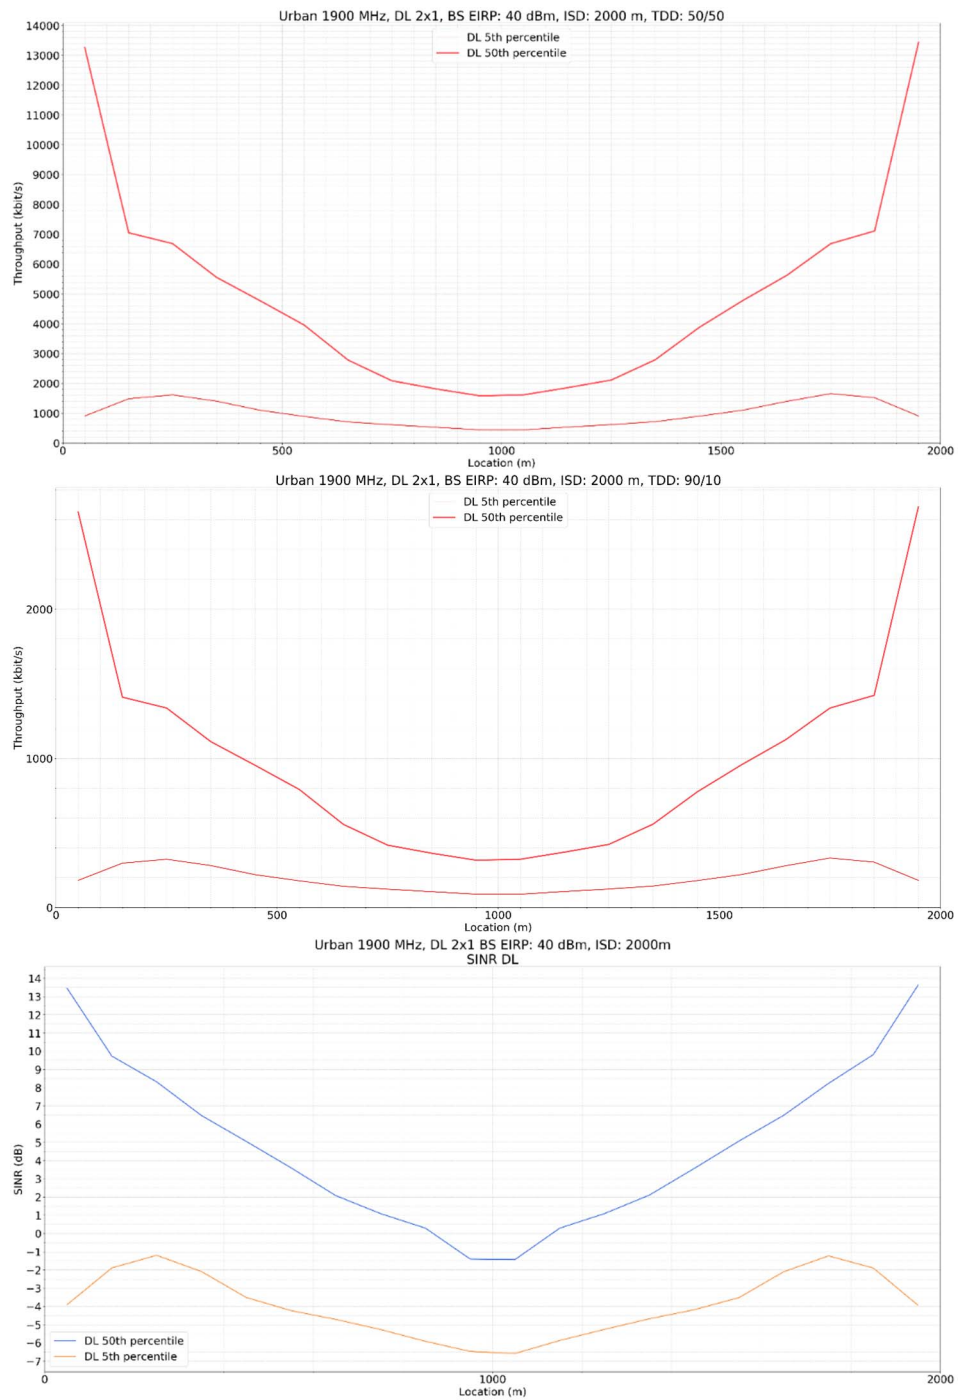 Urban 1900 MHz, DL 2x1, BS EIRP: 40 dBm, ISD: 2000 m, TDD: 50/50
DL 5th percentile
DL 50th percentile
14000
13000
12000
11000
10000
9000
8000
7000
6000
5000
4000
3000
2000
1000
0
Throughput (kbit/s)
0 500 1000 1500 2000
Location (m)
Urban 1900 MHz, DL 2x1, BS EIRP: 40 dBm, ISD: 2000 m, TDD: 90/10
DL 5th percentile
DL 50th percentile
2000
1000
0
Throughput (kbit/s)
0 500 1000 1500 2000
Location (m)
Urban 1900 MHz, DL 2x1 BS EIRP: 40 dBm, ISD: 2000m
SINR DL
14
13
12
11
10
9
8
7
6
5
4
3
2
1
0
−1
−2
−3
−4
−5
−6
−7
SINR (dB)
DL 50th percentile
DL 5th percentile
0 1000 2000
Location (m)